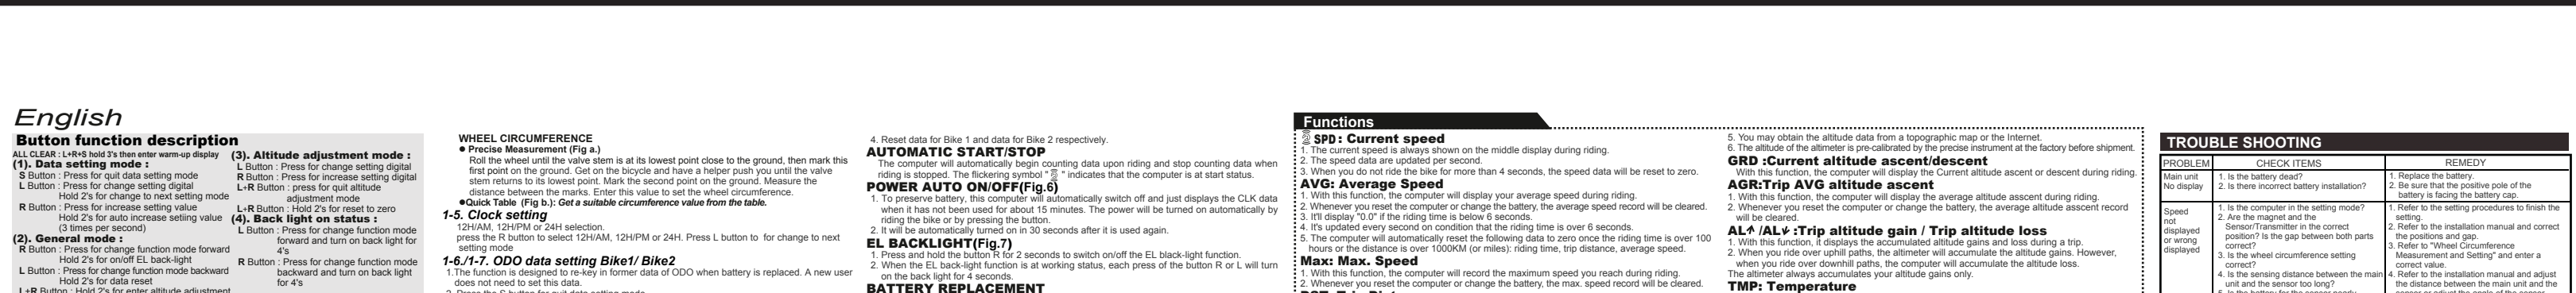 English
Button function description
ALL CLEAR : L+R+S hold 3's then enter warm-up display
(1). Data setting mode :
S Button : Press for quit data setting mode
L Button : Press for change setting digital
Hold 2's for change to next setting mode
R Button : Press for increase setting value
Hold 2's for auto increase setiing value
(3 times per second)
(2). General mode :
R Button : Press for change function mode forward
Hold 2's for on/off EL back-light
L Button : Press for change function mode backward
Hold 2's for data reset
L+R Button : Hold 2's for enter altitude adjustment
(3). Altitude adjustment mode :
L Button : Press for change setting digital
R Button : Press for increase setting digital
L+R Button : press for quit altitude
adjustment mode
L+R Button : Hold 2's for reset to zero
(4). Back light on status :
L Button : Press for change function mode
forward and turn on back light for
4's
R Button : Press for change function mode
backward and turn on back light
for 4's
WHEEL CIRCUMFERENCE
● Precise Measurement (Fig a.)
Roll the wheel until the valve stem is at its lowest point close to the ground, then mark this
first point on the ground. Get on the bicycle and have a helper push you until the valve
stem returns to its lowest point. Mark the second point on the ground. Measure the
distance between the marks. Enter this value to set the wheel circumference.
●Quick Table (Fig b.): Get a suitable circumference value from the table.
1-5. Clock setting
12H/AM, 12H/PM or 24H selection.
press the R button to select 12H/AM, 12H/PM or 24H. Press L button to for change to next
setting mode
1-6./1-7. ODO data setting Bike1/ Bike2
1.The function is designed to re-key in former data of ODO when battery is replaced. A new user
does not need to set this data.
2. Press the S button for quit data setting mode
4. Reset data for Bike 1 and data for Bike 2 respectively.
AUTOMATIC START/STOP
The computer will automatically begin counting data upon riding and stop counting data when
riding is stopped. The flickering symbol " " indicates that the computer is at start status.
POWER AUTO ON/OFF(Fig.6)
1. To preserve battery, this computer will automatically switch off and just displays the CLK data
when it has not been used for about 15 minutes. The power will be turned on automatically by
riding the bike or by pressing the button.
2. It will be automatically turned on in 30 seconds after it is used again.
EL BACKLIGHT(Fig.7)
1. Press and hold the button R for 2 seconds to switch on/off the EL black-light function.
2. When the EL back-light function is at working status, each press of the button R or L will turn
on the back light for 4 seconds.
BATTERY REPLACEMENT
Functions
SPD : Current speed
1. The current speed is always shown on the middle display during riding.
2. The speed data are updated per second.
3. When you do not ride the bike for more than 4 seconds, the speed data will be reset to zero.
AVG: Average Speed
1. With this function, the computer will display your average speed during riding.
2. Whenever you reset the computer or change the battery, the average speed record will be cleared.
3. It'll display "0.0" if the riding time is below 6 seconds.
4. It's updated every second on condition that the riding time is over 6 seconds.
5. The computer will automatically reset the following data to zero once the riding time is over 100
hours or the distance is over 1000KM (or miles): riding time, trip distance, average speed.
Max: Max. Speed
1. With this function, the computer will record the maximum speed you reach during riding.
2. Whenever you reset the computer or change the battery, the max. speed record will be cleared.
5. You may obtain the altitude data from a topographic map or the Internet.
6. The altitude of the altimeter is pre-calibrated by the precise instrument at the factory before shipment.
GRD :Current altitude ascent/descent
With this function, the computer will display the Current altitude ascent or descent during riding.
AGR:Trip AVG altitude ascent
1. With this function, the computer will display the average altitude asscent during riding.
2. Whenever you reset the computer or change the battery, the average altitude asscent record
will be cleared.
AL↑ /AL↓ :Trip altitude gain / Trip altitude loss
1. With this function, it displays the accumulated altitude gains and loss during a trip.
2. When you ride over uphill paths, the altimeter will accumulate the altitude gains. However,
when you ride over downhill paths, the computer will accumulate the altitude loss.
The altimeter always accumulates your altitude gains only.
TMP: Temperature
TROUBLE SHOOTING
PROBLEM CHECK ITEMS REMEDY
Main unit
No display
1. Is the battery dead?
2. Is there incorrect battery installation?
1. Replace the battery.
2. Be sure that the positive pole of the
battery is facing the battery cap.
Speed
not
displayed
or wrong
displayed
1. Is the computer in the setting mode?
2. Are the magnet and the
Sensor/Transmitter in the correct
position? Is the gap between both parts
correct?
3. Is the wheel circumference setting
correct?
4. Is the sensing distance between the main
unit and the sensor too long?
1. Refer to the setting procedures to finish the
setting.
2. Refer to the installation manual and correct
the positions and gap.
3. Refer to "Wheel Circumference
Measurement and Setting" and enter a
correct value.
4. Refer to the installation manual and adjust
the distance between the main unit and the